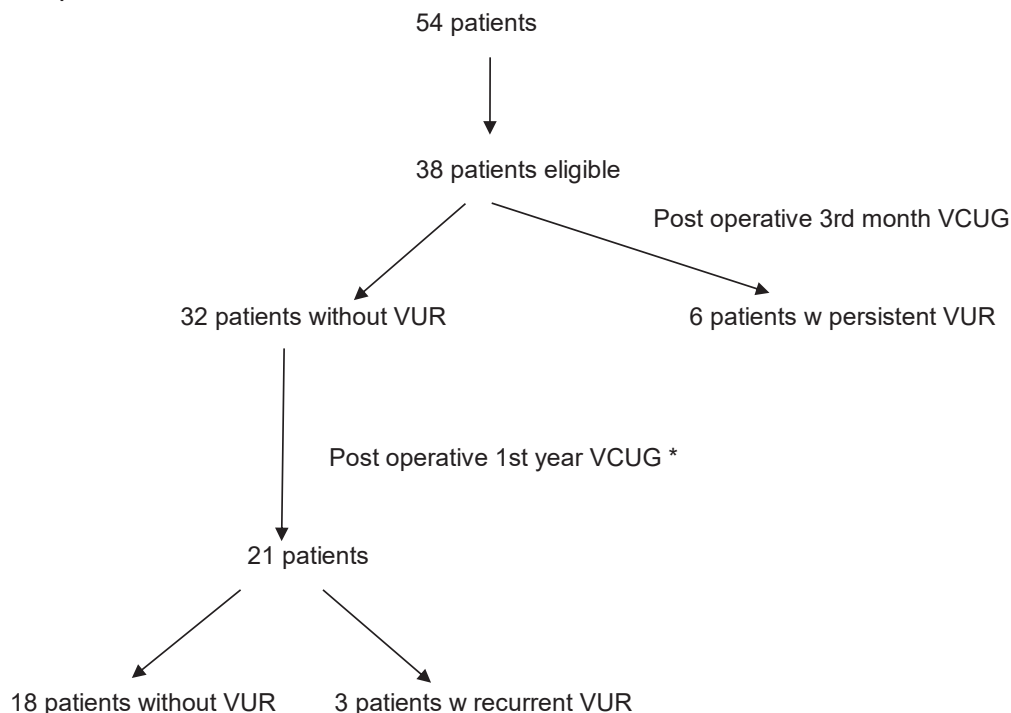 54 patients
38 patients eligible
Post operative 3rd month VCUG
32 patients without VUR
6 patients w persistent VUR
Post operative 1st year VCUG *
21 patients
18 patients without VUR
3 patients w recurrent VUR